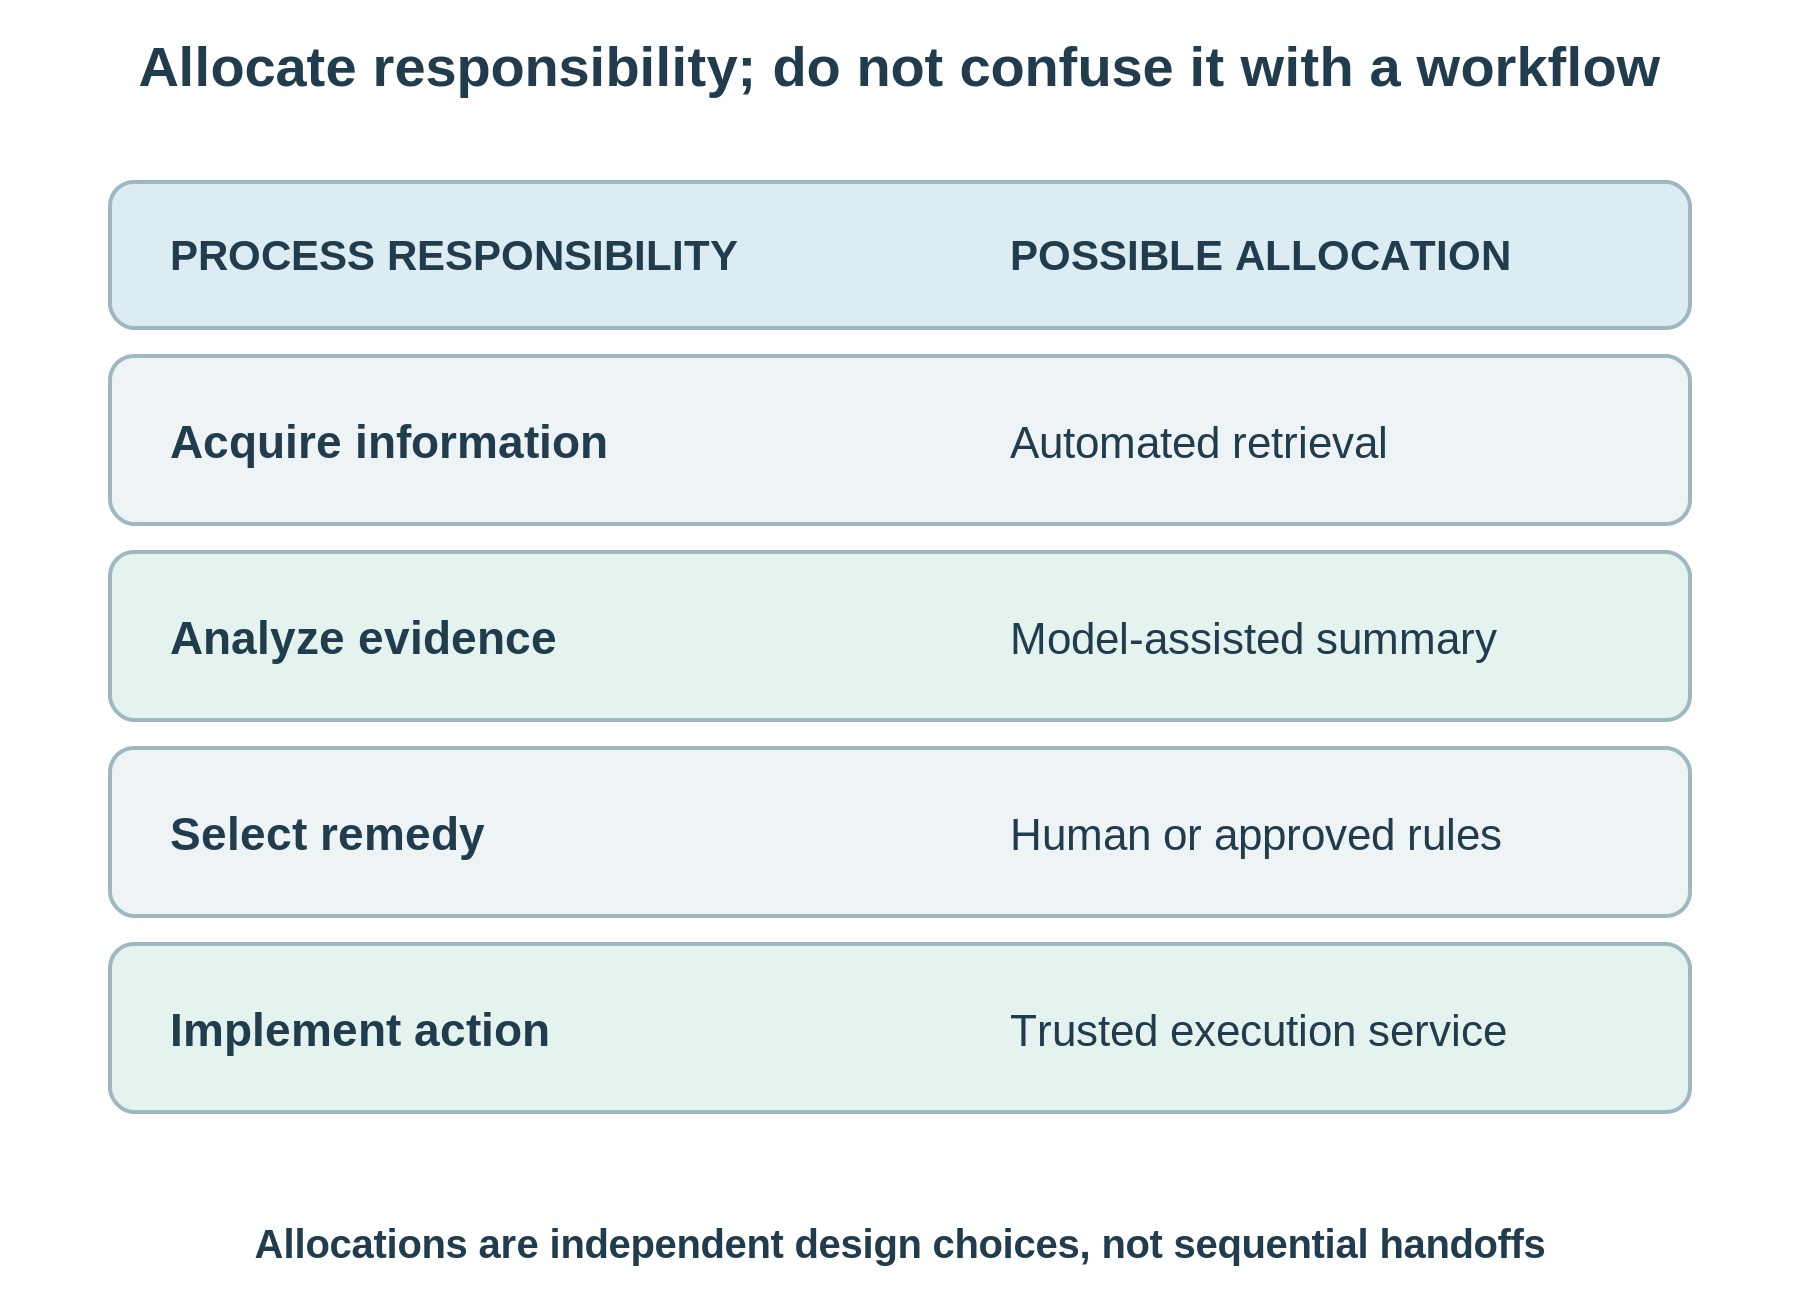 Allocate responsibility; do not confuse it with a workflow
PROCESS RESPONSIBILITY POSSIBLE ALLOCATION
Acquire information Automated retrieval
Analyze evidence Model-assisted summary
Select remedy Human or approved rules
Implement action Trusted execution service
Allocations are independent design choices, not sequential handoffs